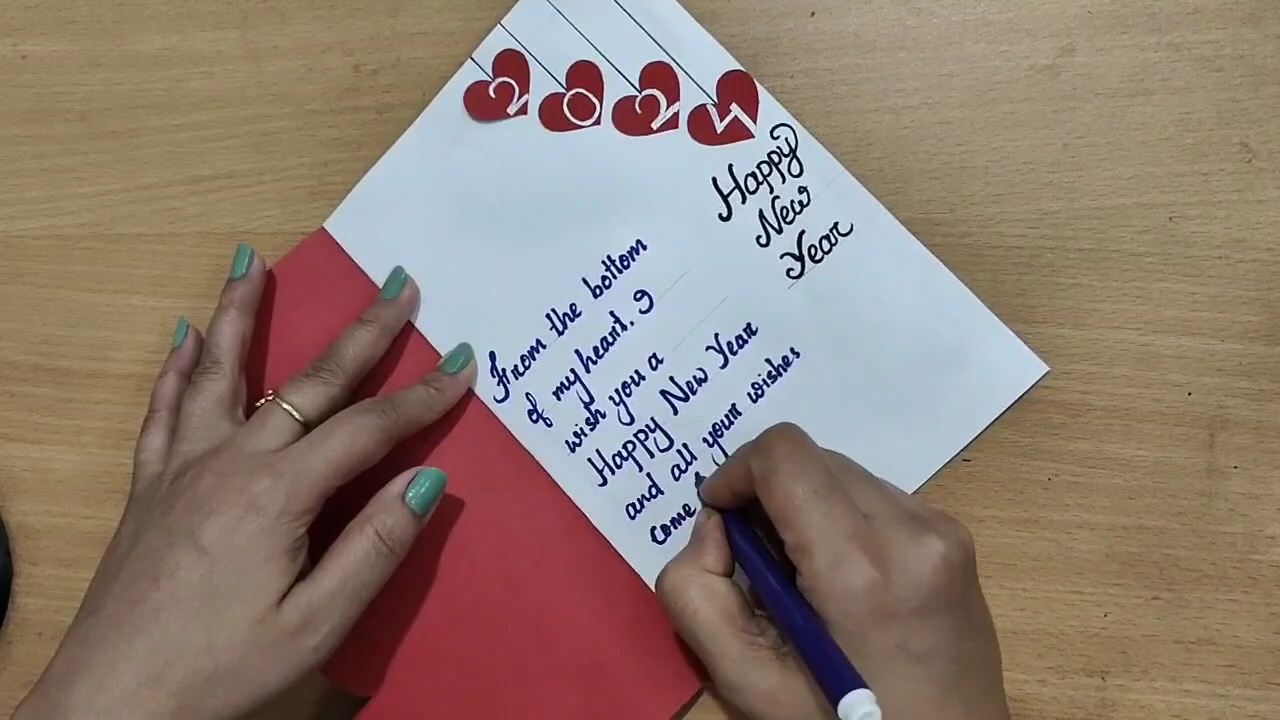 2024
Happy
New
Year
From the bottom
of my heart. I
wish you a
Happy New Year
and all your wishes
come